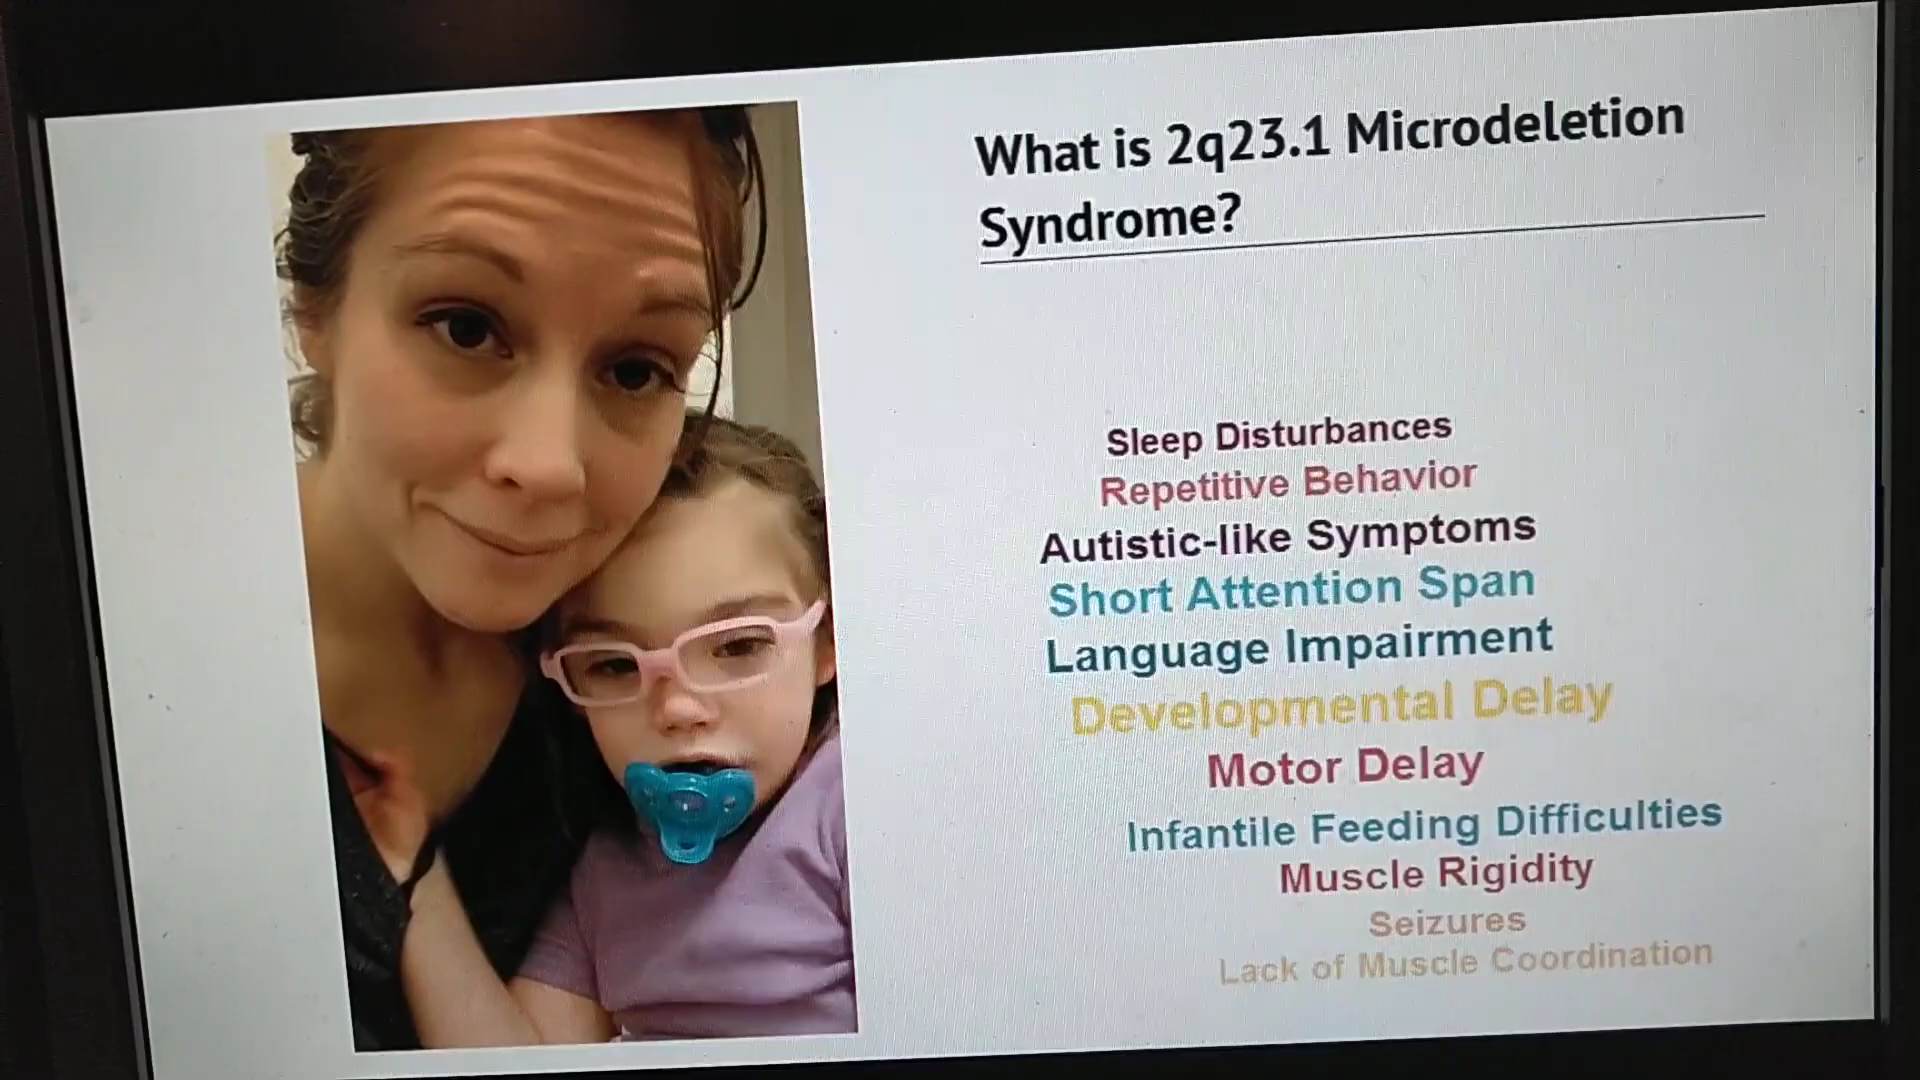 What is 2q23.1 Microdeletion
Syndrome?
Sleep Disturbances
Repetitive Behavior
Autistic-like Symptoms
Short Attention Span
Language Impairment
Developmental Delay
Motor Delay
Infantile Feeding Difficulties
Muscle Rigidity
Seizures
Lack of Muscle Coordination